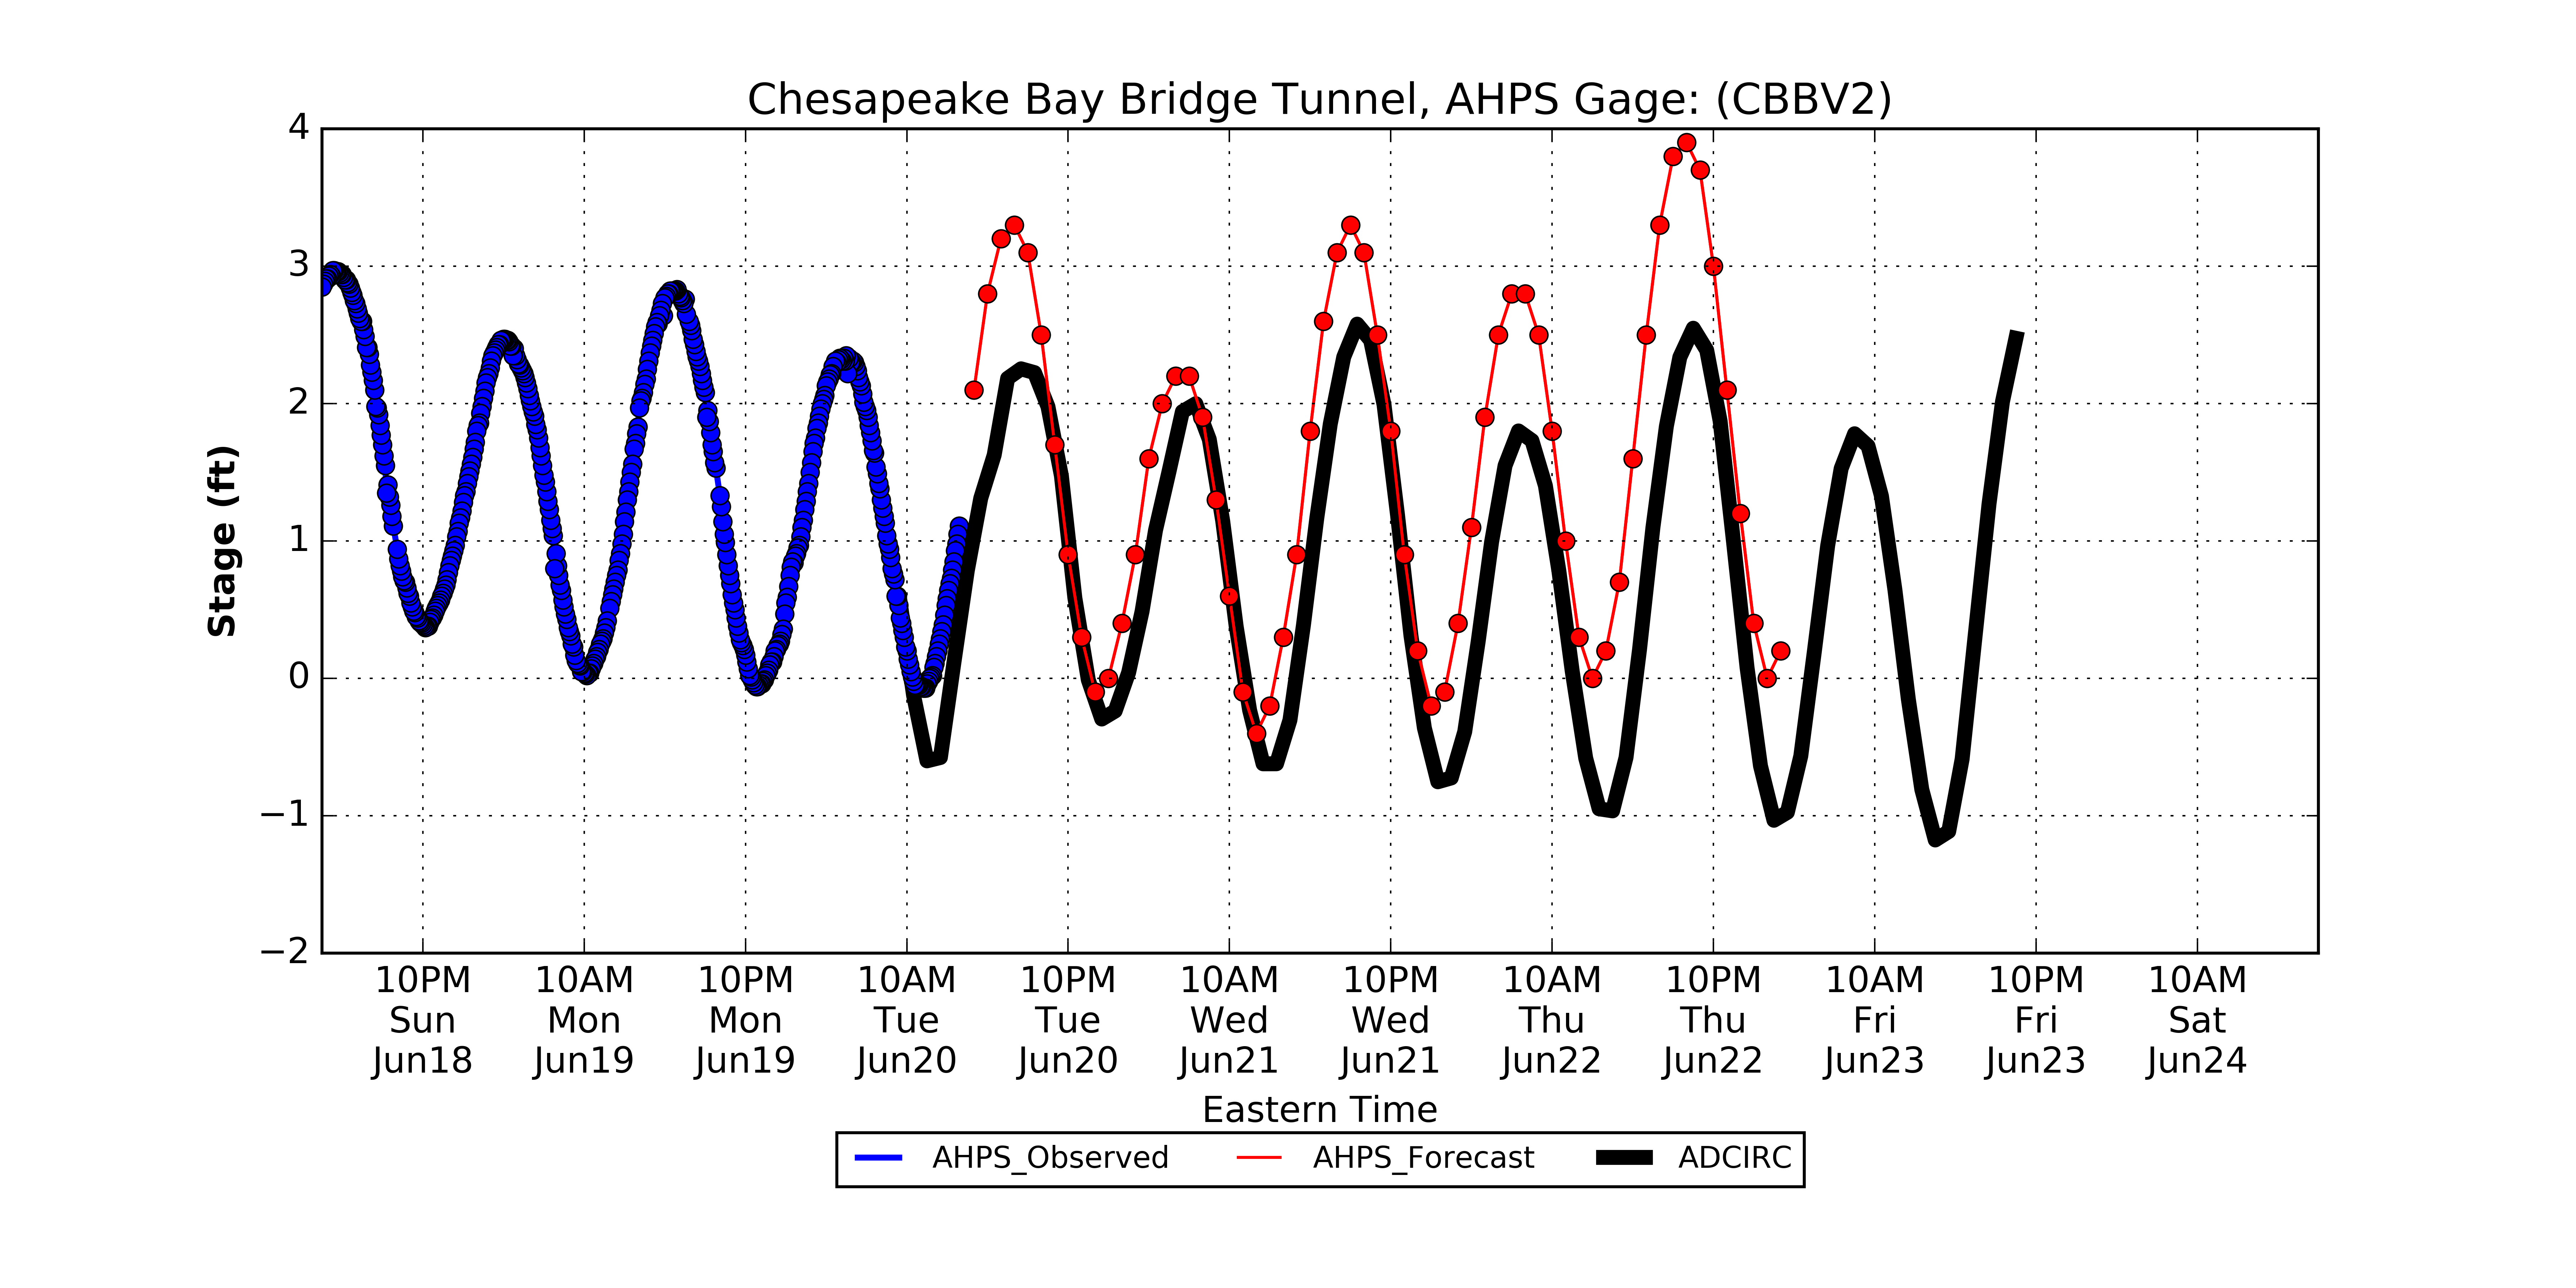 Chesapeake Bay Bridge Tunnel, AHPS Gage: (CBBV2)
4
3
2
1
0
−1
−2
Stage (ft)
10PM 10AM 10PM 10AM 10PM 10AM 10PM 10AM 10PM 10AM 10PM 10AM
Sun Mon Mon Tue Tue Wed Wed Thu Thu Fri Fri Sat
Jun18 Jun19 Jun19 Jun20 Jun20 Jun21 Jun21 Jun22 Jun22 Jun23 Jun23 Jun24
Eastern Time
AHPS_Observed AHPS_Forecast ADCIRC